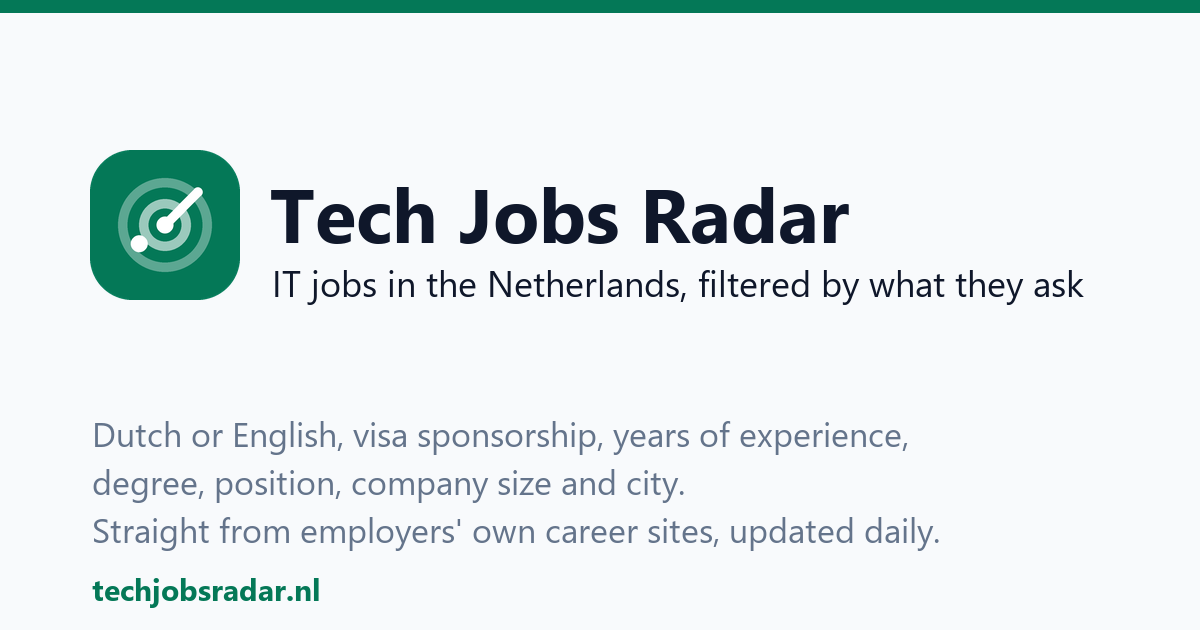 Tech Jobs Radar
IT jobs in the Netherlands, filtered by what they ask
Dutch or English, visa sponsorship, years of experience,
degree, position, company size and city.
Straight from employers' own career sites, updated daily.
techjobsradar.nl